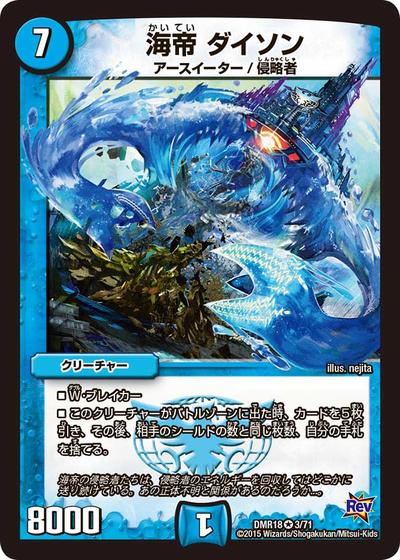 7
かいてい
海帝 ダイソン
しんりゃくしゃ
アースイーター / 侵略者
illus. nejita
クリーチャー
■W・ブレイカー
■このクリーチャーがバトルゾーンに出た時、カードを5枚
引き、その後、相手のシールドの数と同じ枚数、自分の手札
を捨てる。
海帝の侵略者たちは、侵略者のエネルギーを回収してはどこかに
送り続けている。あの正体不明と関係があるのだろうか…。
8000
1
Rev
DMR18 3/71
©2015 Wizards/Shogakukan/Mitsui-Kids